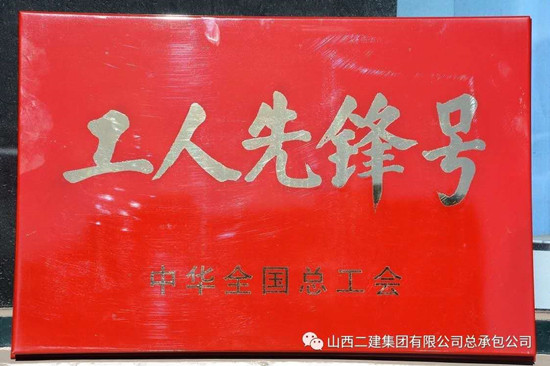 工人先锋号
中华全国总工会
山西二建集团有限公司总承包公司